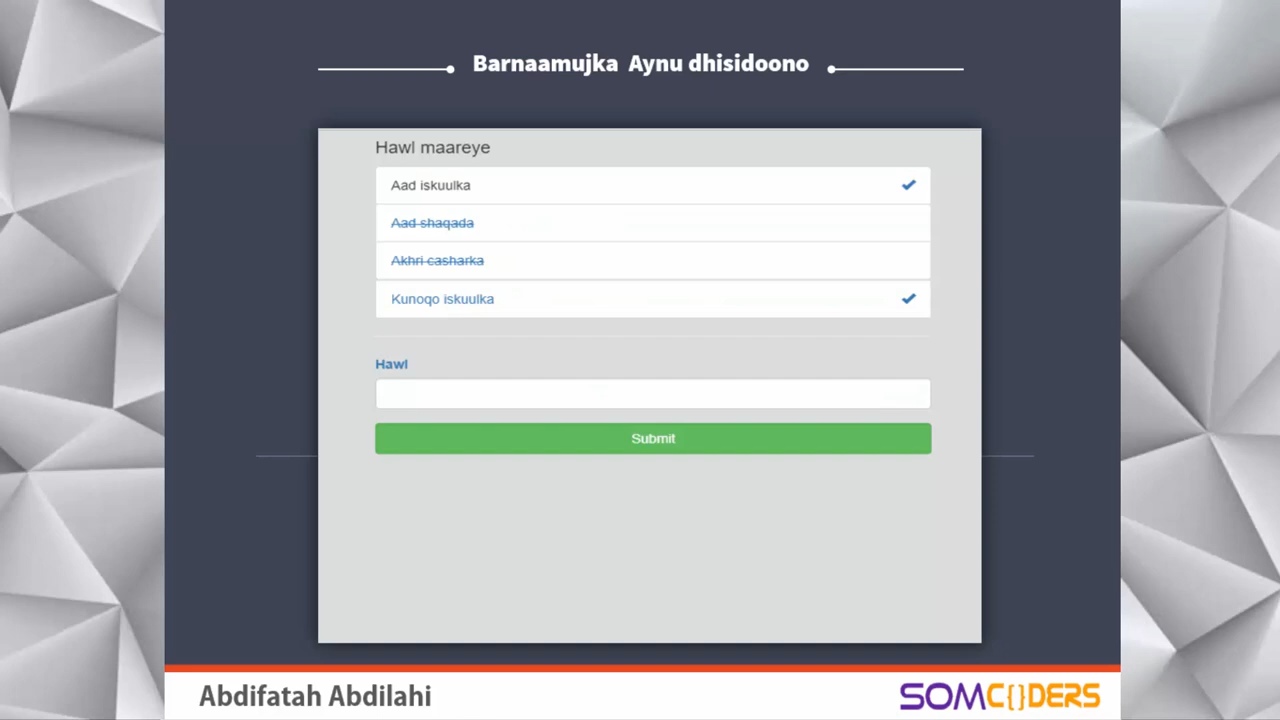 Barnaamujka Aynu dhisidoono
Hawl maareye
Aad iskuulka
Aad shaqada
Akhri casharka
Kunoqo iskuulka
Hawl
Submit
Abdifatah Abdilahi
SOMC{}DERS